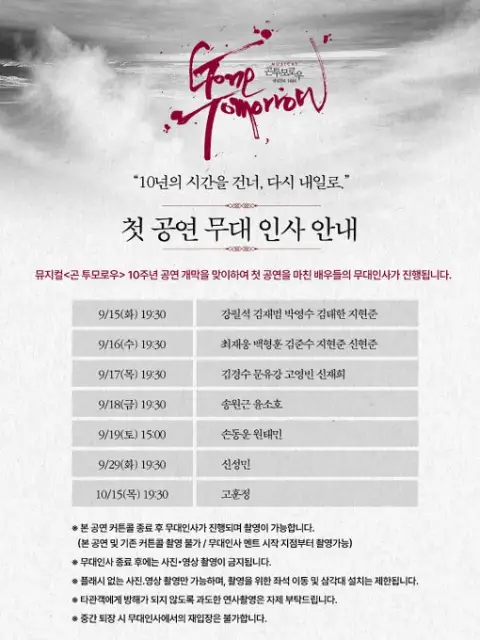 Gone
Tomorrow
MUSICAL
곤 투모로우
“10년의 시간을 건너, 다시 내일로.”
첫 공연 무대 인사 안내
뮤지컬<곤 투모로우> 10주년 공연 개막을 맞이하여 첫 공연을 마친 배우들의 무대인사가 진행됩니다.
9/15(화) 19:30 강필석 김재범 박영수 김태한 지현준
9/16(수) 19:30 최재웅 백형훈 김준수 지현준 신현준
9/17(목) 19:30 김경수 문유강 고영빈 신재희
9/18(금) 19:30 송원근 윤소호
9/19(토) 15:00 손동운 원태민
9/29(화) 19:30 신성민
10/15(목) 19:30 고훈정
※ 본 공연 커튼콜 종료 후 무대인사가 진행되며 촬영이 가능합니다.
(본 공연 및 기존 커튼콜 촬영 불가 / 무대인사 멘트 시작 지점부터 촬영가능)
※ 무대인사 종료 후에는 사진•영상 촬영이 금지됩니다.
※ 플래시 없는 사진.영상 촬영만 가능하며, 촬영을 위한 좌석 이동 및 삼각대 설치는 제한됩니다.
※ 타관객에게 방해가 되지 않도록 과도한 연사촬영은 자제 부탁드립니다.
※ 중간 퇴장 시 무대인사에서의 재입장은 불가합니다.